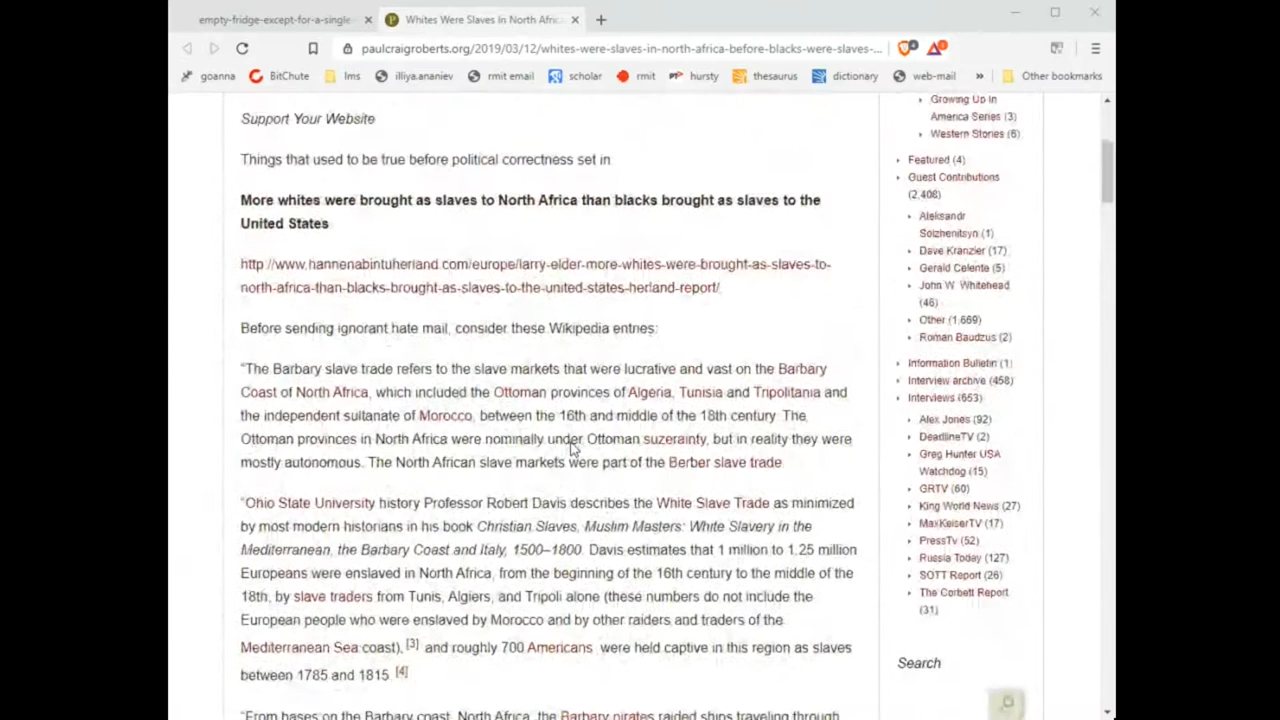 empty-fridge-except-for-a-single
Whites Were Slaves In North Afric
paulcraigroberts.org/2019/03/12/whites-were-slaves-in-north-africa-before-blacks-were-slaves-...
goanna BitChute lms illiya.ananiev rmit email scholar rmit hursty thesaurus dictionary web-mail » Other bookmarks
Support Your Website
Things that used to be true before political correctness set in
More whites were brought as slaves to North Africa than blacks brought as slaves to the
United States
http://www.hannenabintuherland.com/europe/larry-elder-more-whites-were-brought-as-slaves-to-
north-africa-than-blacks-brought-as-slaves-to-the-united-states-herland-report/
Before sending ignorant hate mail, consider these Wikipedia entries:
“The Barbary slave trade refers to the slave markets that were lucrative and vast on the Barbary
Coast of North Africa, which included the Ottoman provinces of Algeria, Tunisia and Tripolitania and
the independent sultanate of Morocco, between the 16th and middle of the 18th century. The
Ottoman provinces in North Africa were nominally under Ottoman suzerainty, but in reality they were
mostly autonomous. The North African slave markets were part of the Berber slave trade
“Ohio State University history Professor Robert Davis describes the White Slave Trade as minimized
by most modern historians in his book Christian Slaves, Muslim Masters: White Slavery in the
Mediterranean, the Barbary Coast and Italy, 1500–1800. Davis estimates that 1 million to 1.25 million
Europeans were enslaved in North Africa, from the beginning of the 16th century to the middle of the
18th, by slave traders from Tunis, Algiers, and Tripoli alone (these numbers do not include the
European people who were enslaved by Morocco and by other raiders and traders of the
Mediterranean Sea coast), [3] and roughly 700 Americans were held captive in this region as slaves
between 1785 and 1815. [4]
“From bases on the Barbary coast, North Africa, the Barbary pirates raided ships traveling through
Growing Up In
America Series (3)
Western Stories (6)
Featured (4)
Guest Contributions
(2,408)
Aleksandr
Solzhenitsyn (1)
Dave Kranzler (17)
Gerald Celente (5)
John W. Whitehead
(46)
Other (1,669)
Roman Baudzus (2)
Information Bulletin (1)
Interview archive (458)
Interviews (653)
Alex Jones (92)
DeadlineTV (2)
Greg Hunter USA
Watchdog (15)
GRTV (60)
King World News (27)
MaxKeiserTV (17)
PressTv (52)
Russia Today (127)
SOTT Report (26)
The Corbett Report
(31)
Search